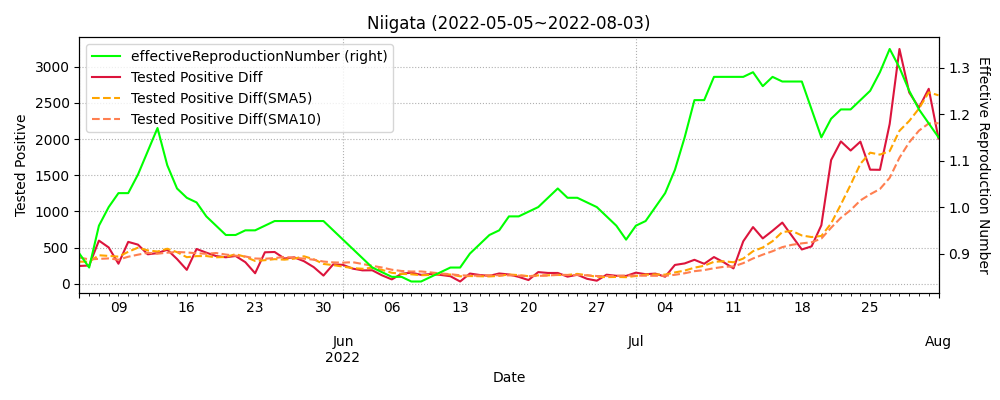 Niigata (2022-05-05~2022-08-03)
effectiveReproductionNumber (right)
Tested Positive Diff
Tested Positive Diff(SMA5)
Tested Positive Diff(SMA10)
Tested Positive
3000
2500
2000
1500
1000
500
0
1.3
1.2
1.1
1.0
0.9
Effective Reproduction Number
09 16 23 30 06 13 20 27 04 11 18 25
Jun Jul Aug
2022
Date